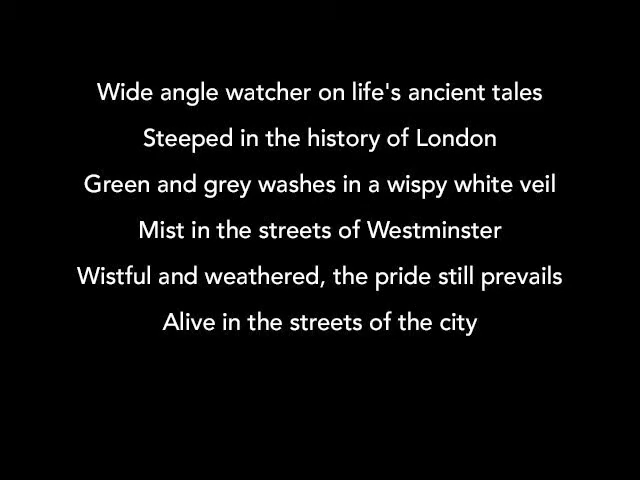 Wide angle watcher on life's ancient tales
Steeped in the history of London
Green and grey washes in a wispy white veil
Mist in the streets of Westminster
Wistful and weathered, the pride still prevails
Alive in the streets of the city